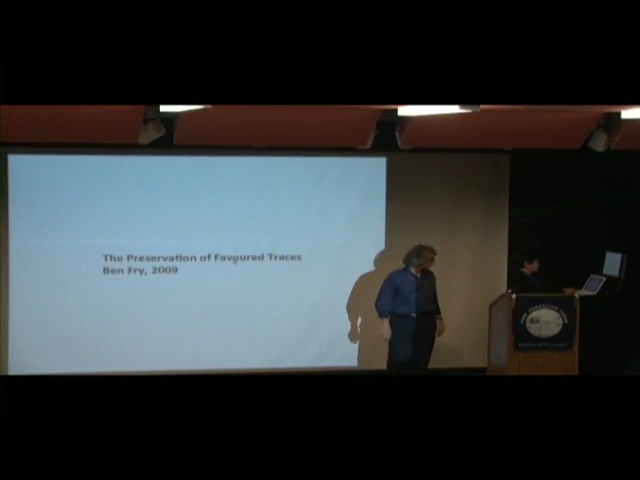 The Preservation of Favoured Traces
Ben Fry, 2009